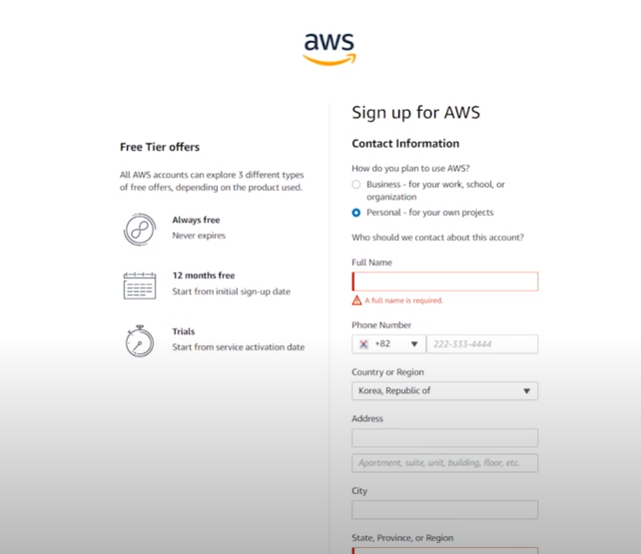 aws
Sign up for AWS
Free Tier offers
All AWS accounts can explore 3 different types
of free offers, depending on the product used.
Always free
Never expires
12 months free
Start from initial sign-up date
Trials
Start from service activation date
Contact Information
How do you plan to use AWS?
Business - for your work, school, or
organization
Personal - for your own projects
Who should we contact about this account?
Full Name
A full name is required.
Phone Number
+82
222-333-4444
Country or Region
Korea, Republic of
Address
Apartment, suite, unit, building, floor, etc.
City
State, Province, or Region